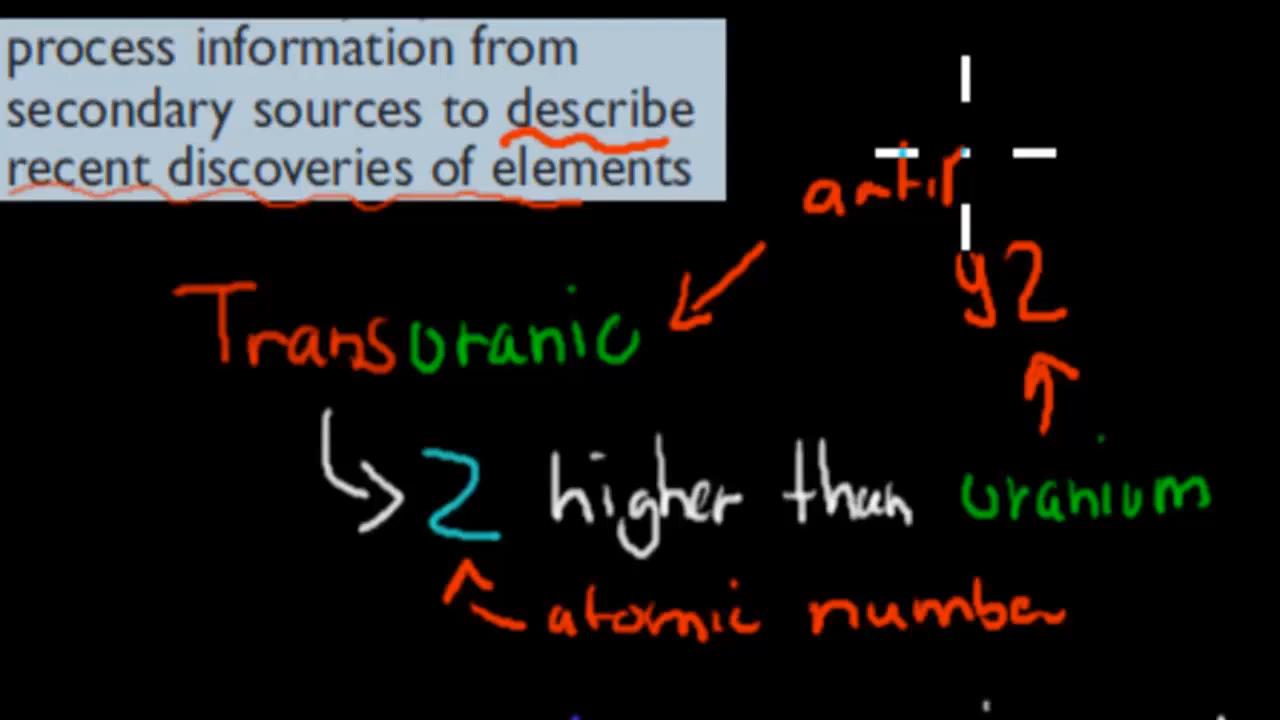 process information from
secondary sources to describe
recent discoveries of elements
92
Transuranic
Z higher than uranium
atomic number